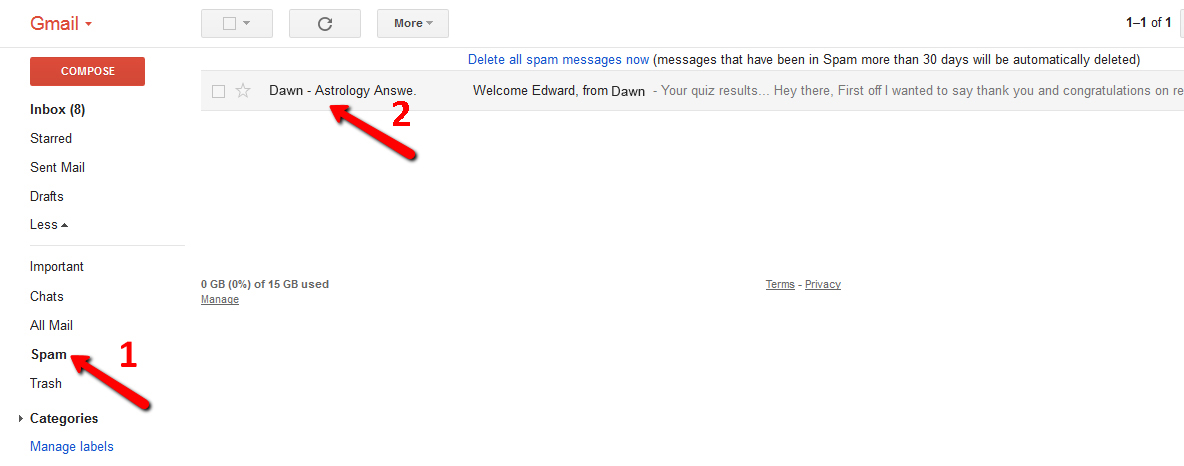 Gmail
More
1–1 of 1
COMPOSE
Delete all spam messages now (messages that have been in Spam more than 30 days will be automatically deleted)
Dawn - Astrology Answe. Welcome Edward, from Dawn - Your quiz results... Hey there, First off I wanted to say thank you and congratulations on re
2
Inbox (8)
Starred
Sent Mail
Drafts
Less
Important
Chats
All Mail
Spam
1
Trash
Categories
Manage labels
0 GB (0%) of 15 GB used
Manage
Terms - Privacy